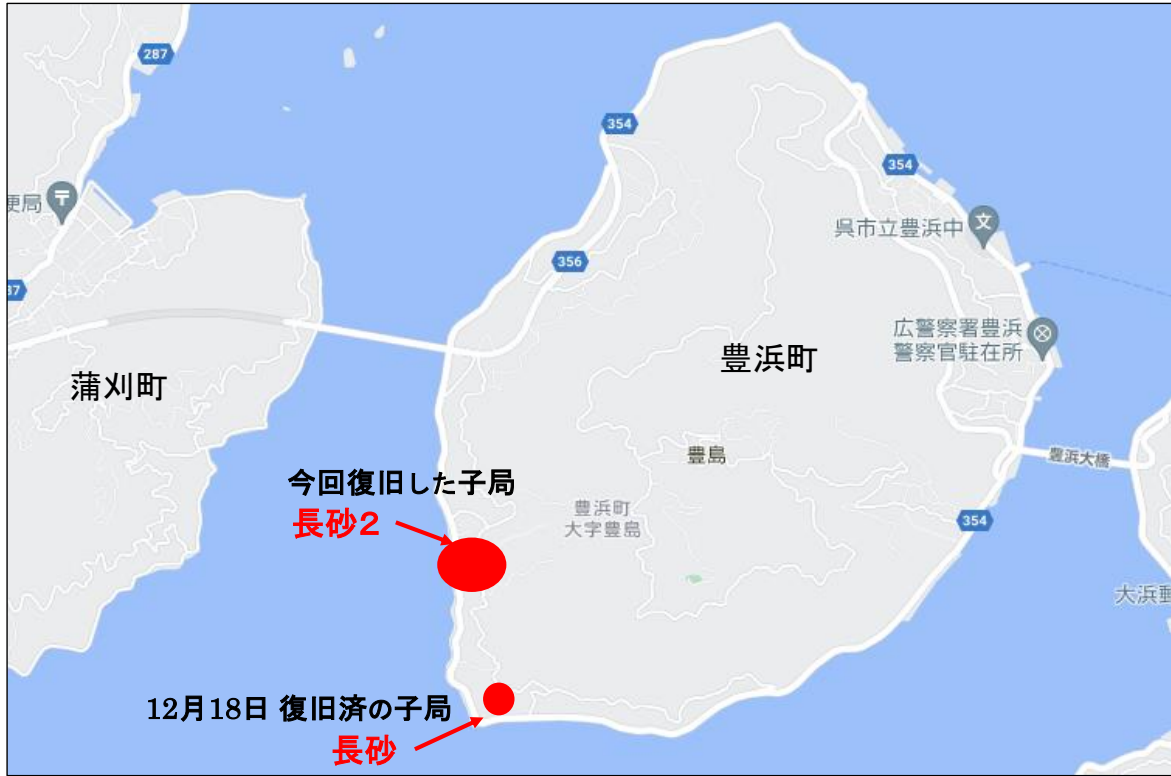 287
354
354
便局
呉市立豊浜中
356
37
広警察署豊浜
警察官駐在所
豊浜町
蒲刈町
豊島
豊浜大橋
今回復旧した子局
長砂2
豊浜町
大字豊島
354
大浜郵
12月18日 復旧済の子局
長砂